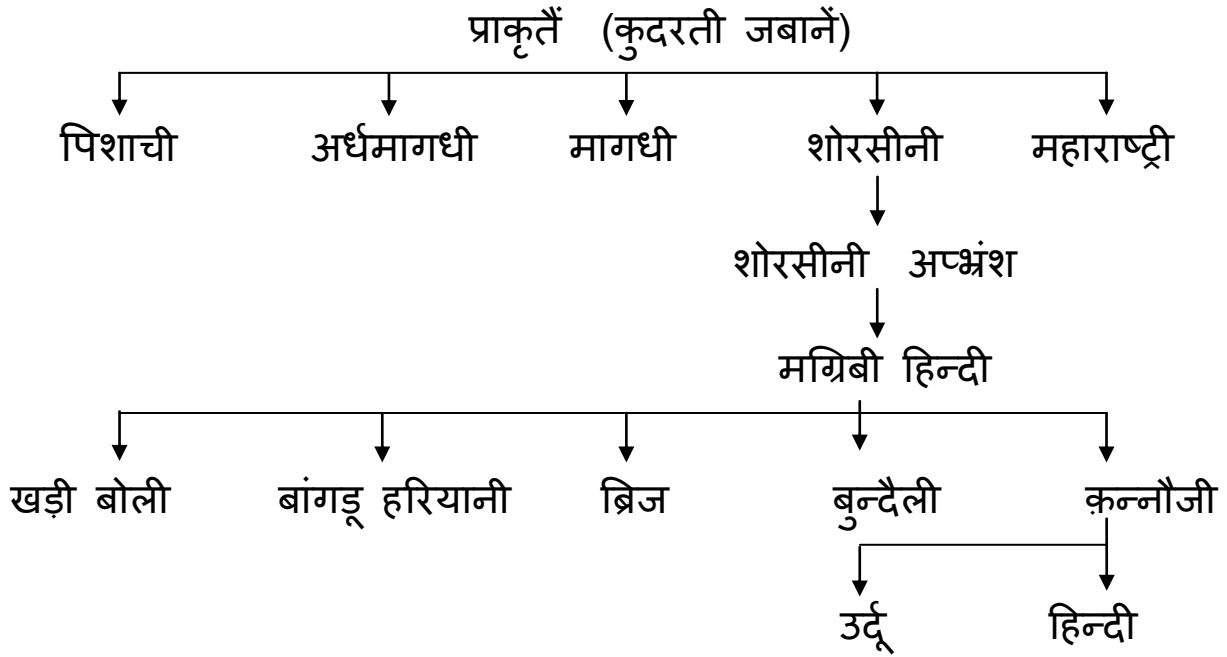 प्राकृतैं (कुदरती जबानें)
पिशाची अर्धमागधी मागधी शोरसीनी महाराष्ट्री
शोरसीनी अप्भ्रंश
मग्रिबी हिन्दी
खड़ी बोली बांगड़ू हरियानी ब्रिज बुन्दैली क़न्नौजी
उर्दू हिन्दी